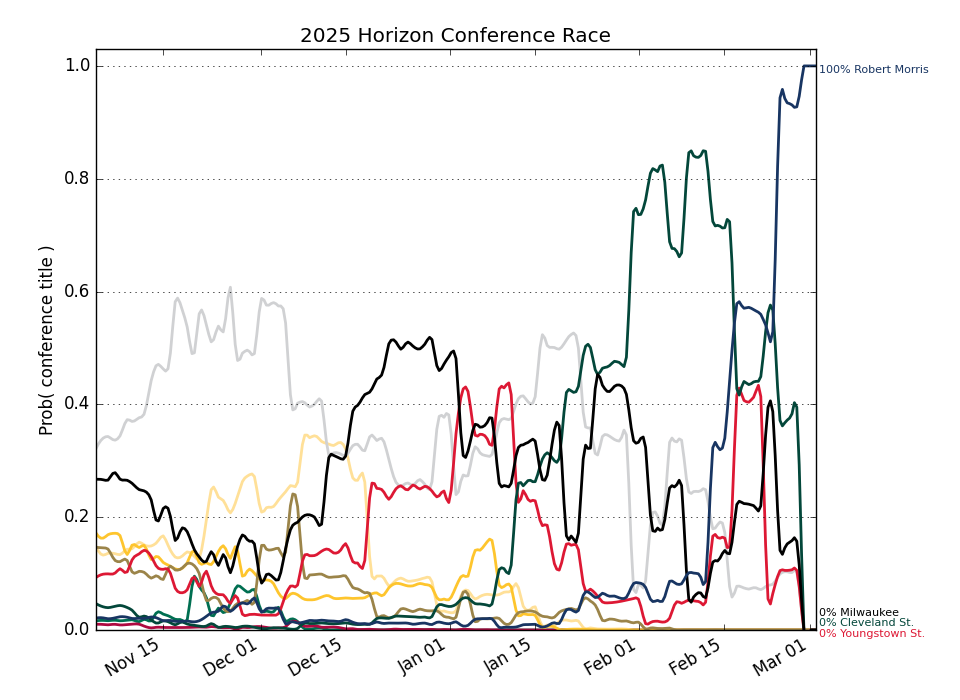 2025 Horizon Conference Race
Prob( conference title )
1.0
0.8
0.6
0.4
0.2
0.0
Nov 15
Dec 01
Dec 15
Jan 01
Jan 15
Feb 01
Feb 15
Mar 01
100% Robert Morris
0% Milwaukee
0% Cleveland St.
0% Youngstown St.